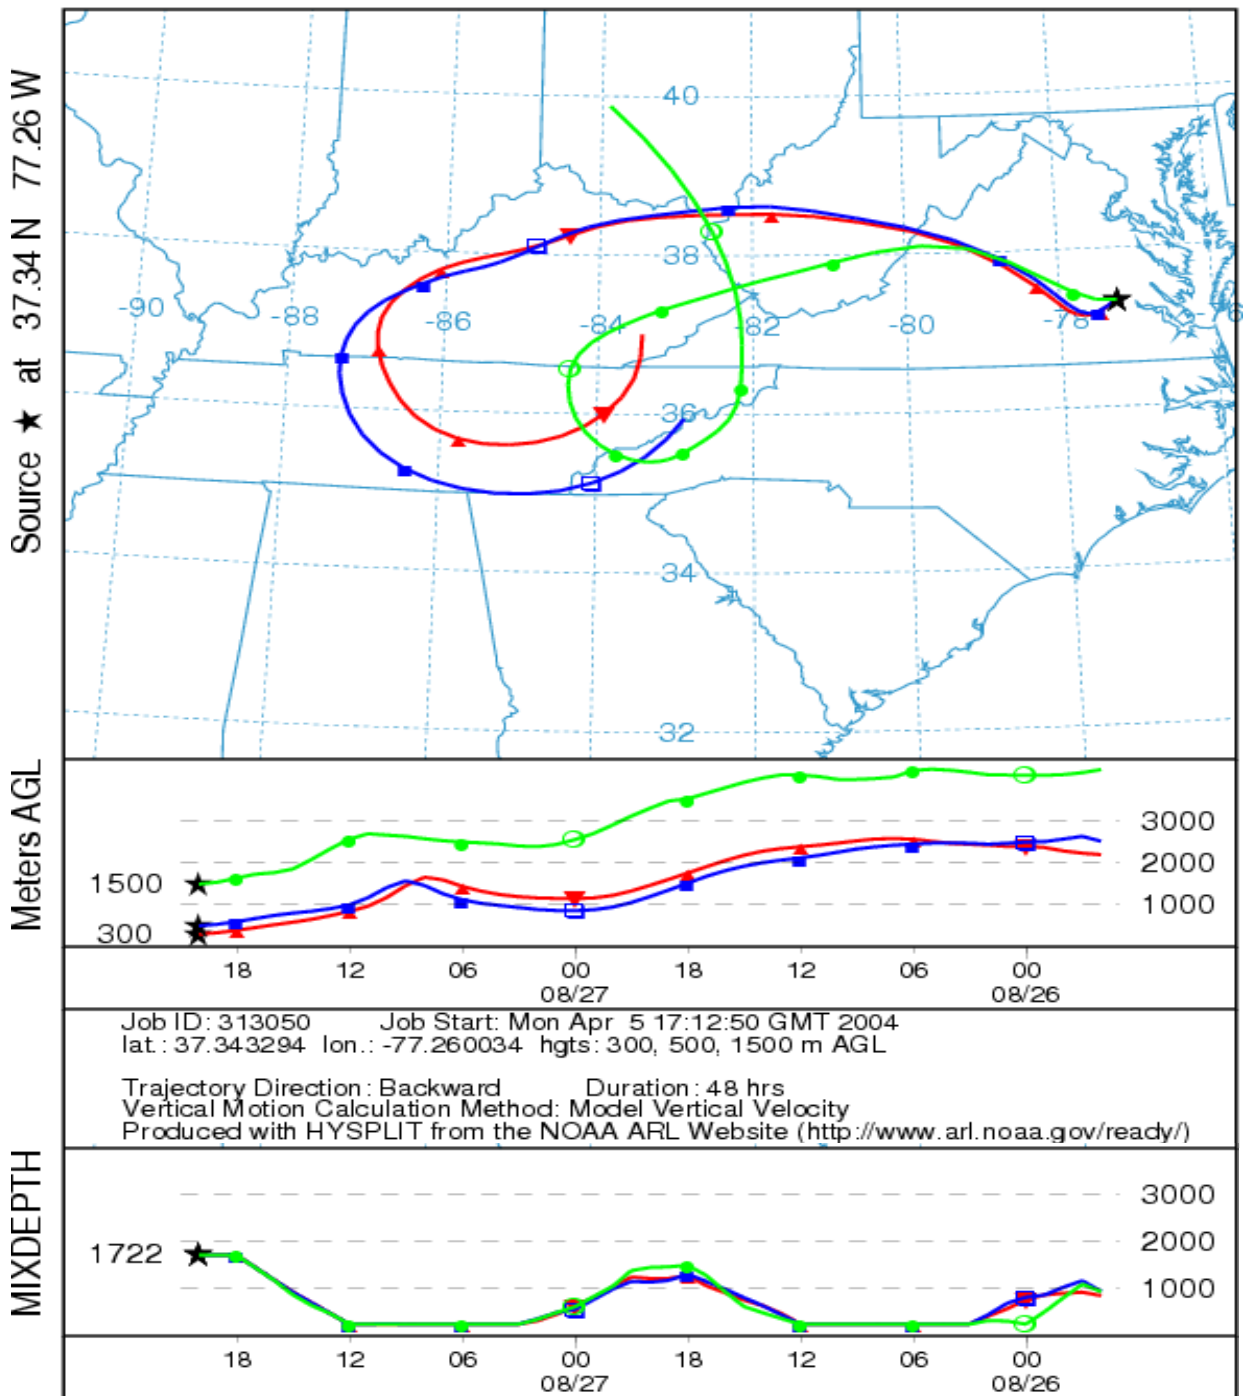 Source ★ at 37.34 N 77.26 W
40
38
-90
-88
-86
-84
-82
-80
-78
36
34
32
Meters AGL
3000
2000
1500
1000
300
18 12 06 00 18 12 06 00
08/27 08/26
Job ID: 313050 Job Start: Mon Apr 5 17:12:50 GMT 2004
lat.: 37.343294 lon.: -77.260034 hgts: 300, 500, 1500 m AGL
Trajectory Direction: Backward Duration: 48 hrs
Vertical Motion Calculation Method: Model Vertical Velocity
Produced with HYSPLIT from the NOAA ARL Website (http://www.arl.noaa.gov/ready/)
MIXDEPTH
3000
2000
1722
1000
18 12 06 00 18 12 06 00
08/27 08/26